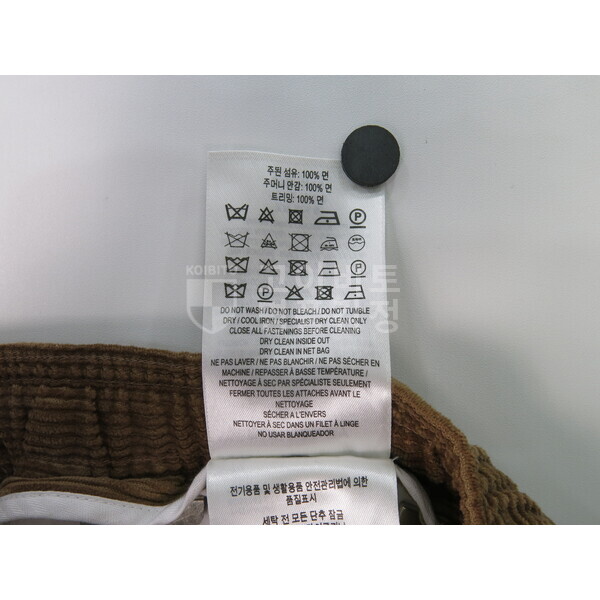 주된 섬유: 100% 면
주머니 안감: 100% 면
트리밍: 100% 면
DO NOT WASH / DO NOT BLEACH / DO NOT TUMBLE
DRY / COOL IRON / SPECIALIST DRY CLEAN ONLY
CLOSE ALL FASTENINGS BEFORE CLEANING
DRY CLEAN INSIDE OUT
DRY CLEAN IN NET BAG
NE PAS LAVER / NE PAS BLANCHIR / NE PAS SÉCHER EN
MACHINE / REPASSER À BASSE TEMPÉRATURE /
NETTOYAGE À SEC PAR SPÉCIALISTE SEULEMENT
FERMER TOUTES LES ATTACHES AVANT LE
NETTOYAGE
SÉCHER A L'ENVERS
NETTOYER À SEC DANS UN FILET À LINGE
NO USAR BLANQUEADOR
전기용품 및 생활용품 안전관리법에 의한
품질표시
세탁 전 모든 단추 잠금